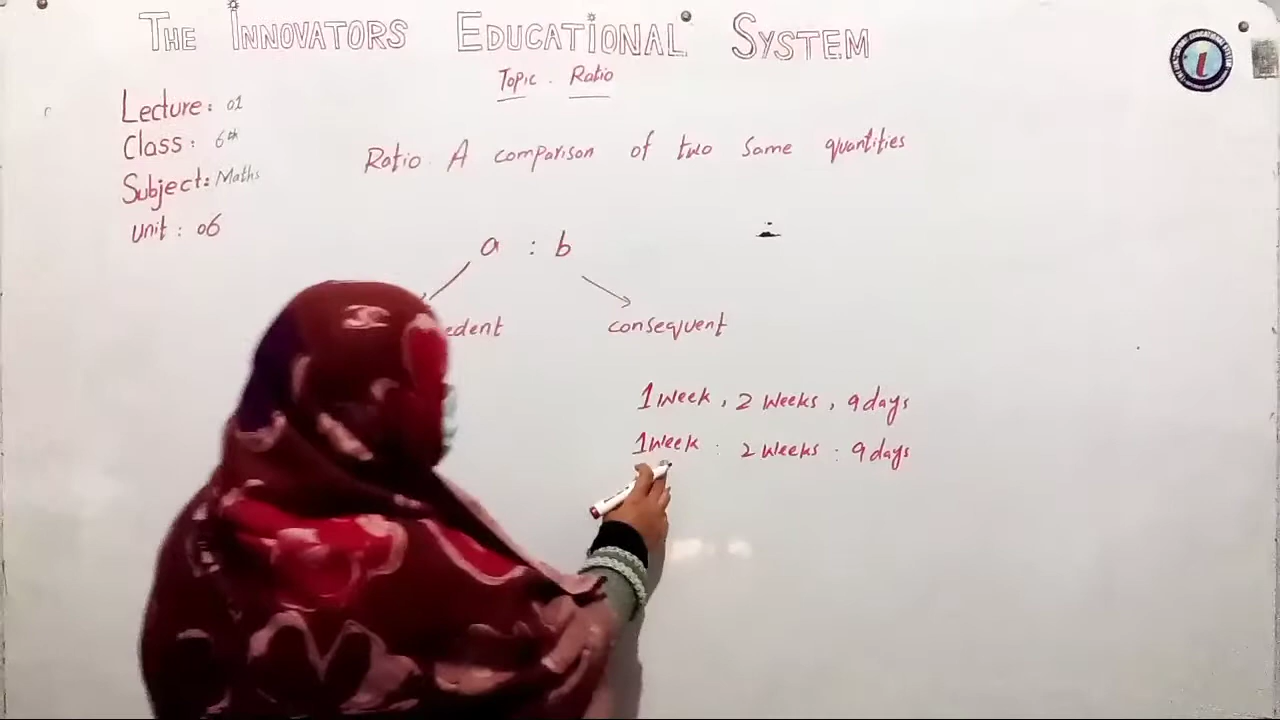 THE INNOVATORS EDUCATIONAL SYSTEM
Topic. Ratio
Lecture: 01
Class: 6th
Subject: Maths
Unit: 06
Ratio. A comparison of two same quantities
a : b
edent
consequent
1 week, 2 weeks, 9 days
1 week : 2 weeks : 9 days